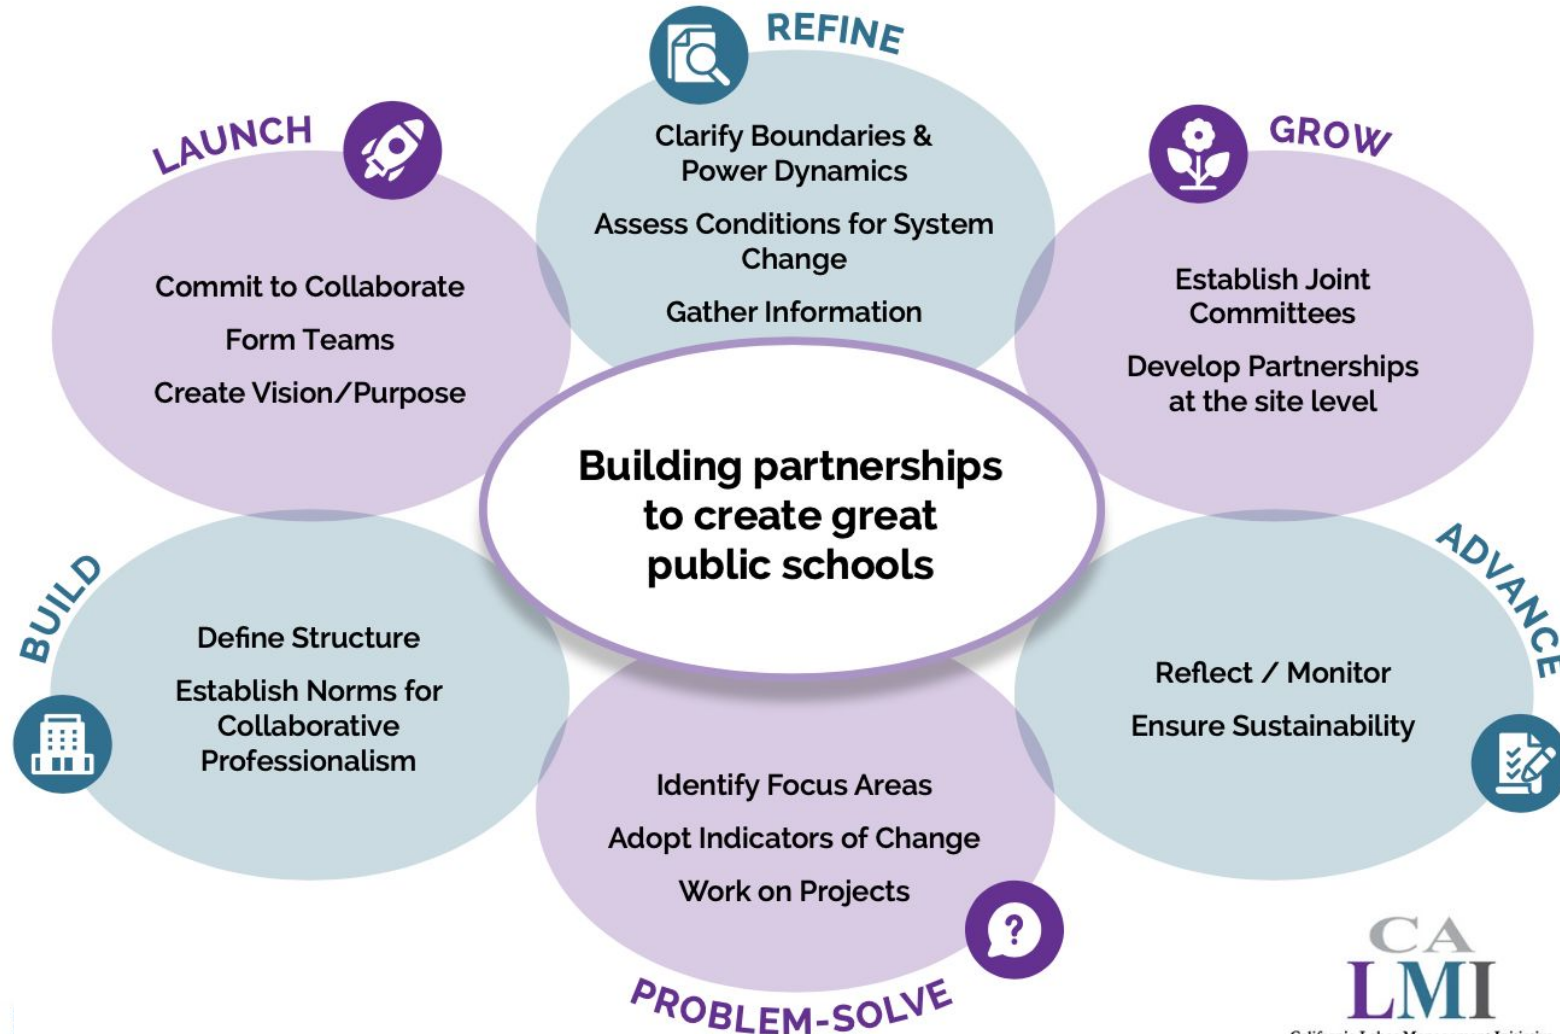 REFINE
Clarify Boundaries &
Power Dynamics
Assess Conditions for System
Change
Gather Information
LAUNCH
Commit to Collaborate
Form Teams
Create Vision/Purpose
GROW
Establish Joint
Committees
Develop Partnerships
at the site level
Building partnerships
to create great
public schools
BUILD
Define Structure
Establish Norms for
Collaborative
Professionalism
PROBLEM-SOLVE
Identify Focus Areas
Adopt Indicators of Change
Work on Projects
?
ADVANCE
Reflect / Monitor
Ensure Sustainability
CA
LMI